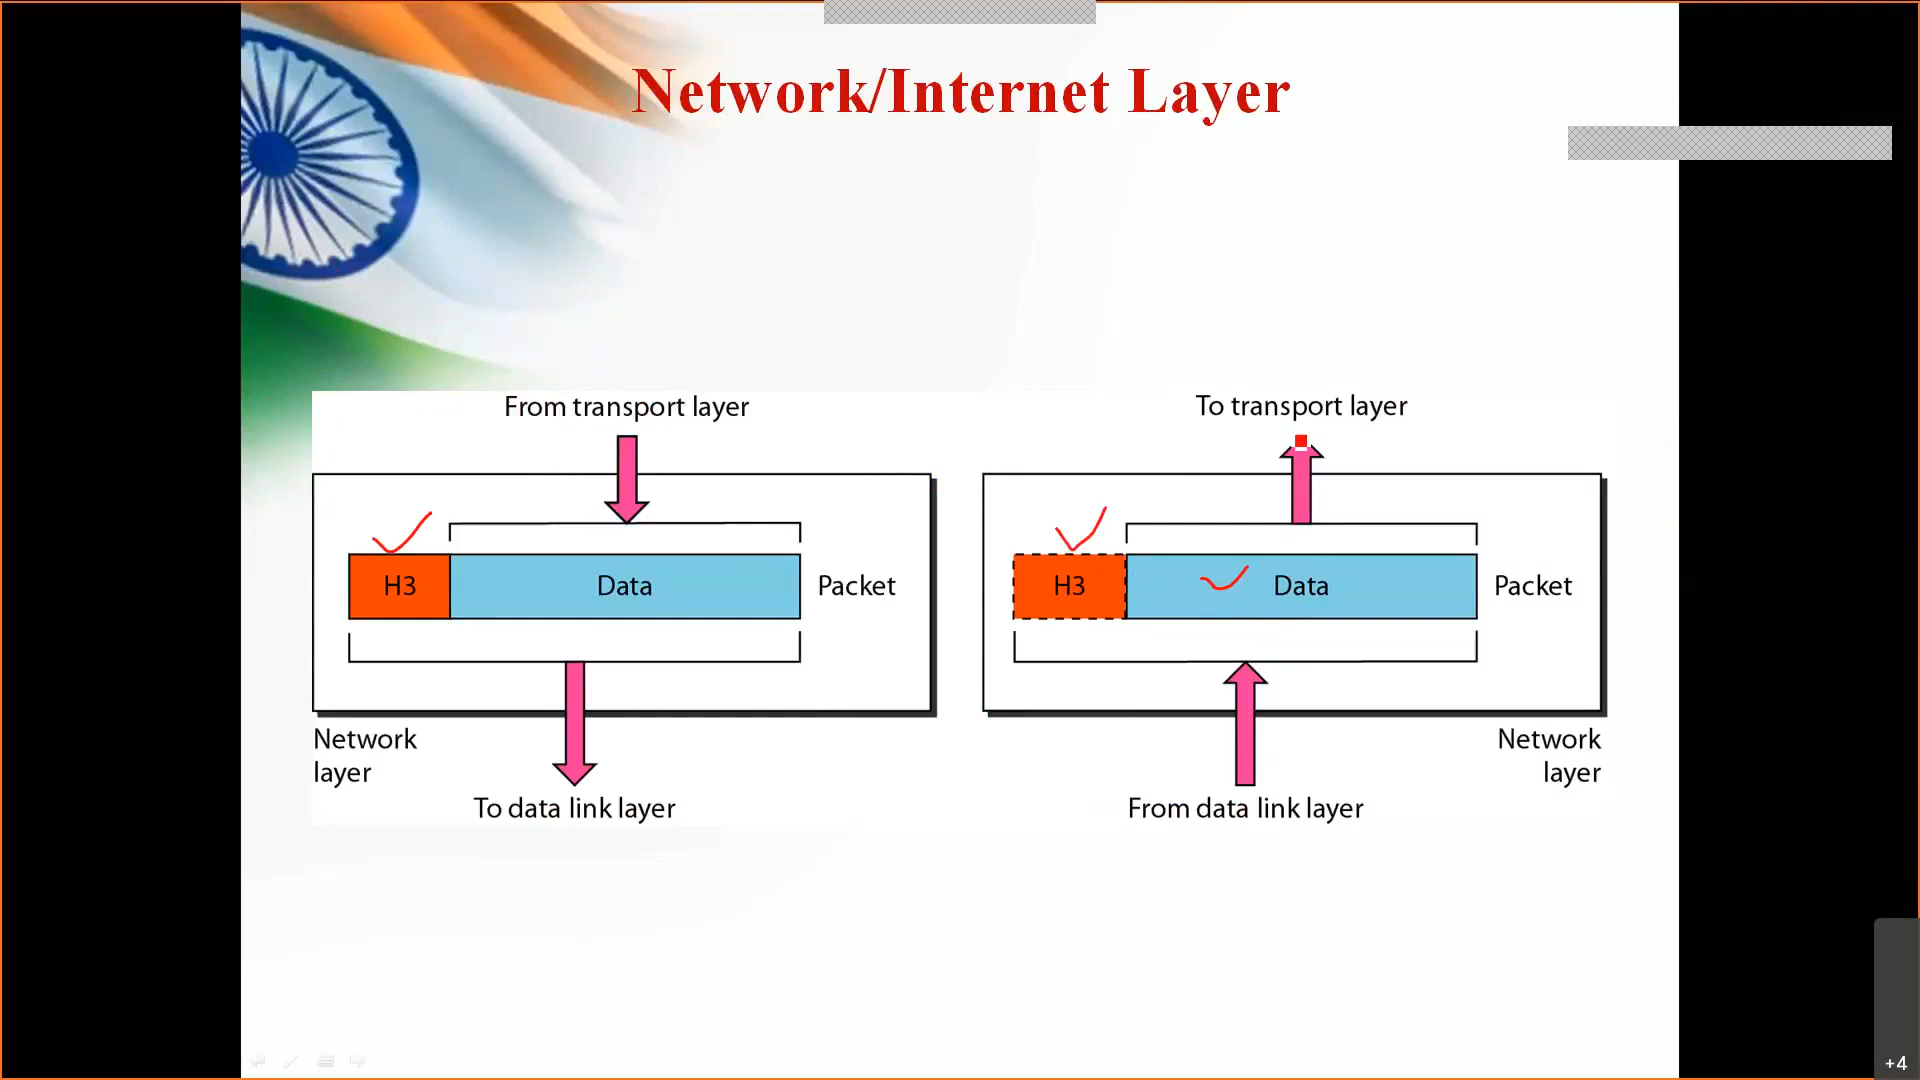 Network/Internet Layer
From transport layer
To transport layer
H3
Data
Packet
H3
Data
Packet
Network
layer
Network
layer
To data link layer
From data link layer
+4